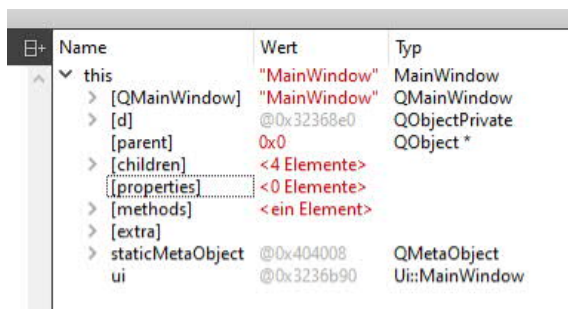 Name Wert Typ
this "MainWindow" MainWindow
[QMainWindow] "MainWindow" QMainWindow
[d] @0x32368e0 QObjectPrivate
[parent] 0x0 QObject *
[children] <4 Elemente>
[properties] <0 Elemente>
[methods] <ein Element>
[extra]
staticMetaObject @0x404008 QMetaObject
ui @0x3236b90 Ui::MainWindow